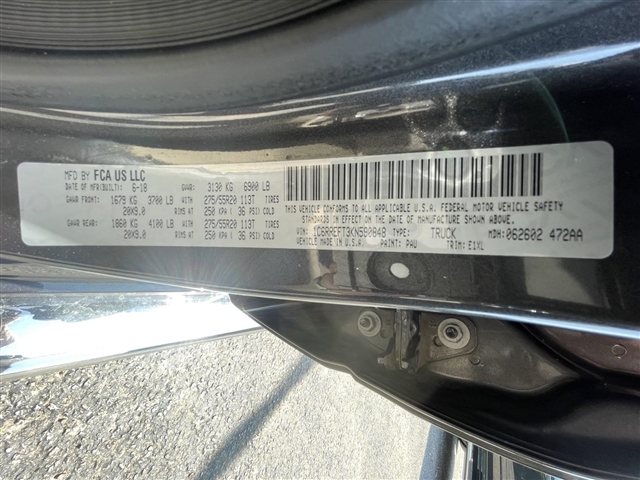 MFD BY FCA US LLC
DATE OF MFR(BUILT): 6-18 GVWR: 3130 KG 6900 LB
GAWR FRONT: 1679 KG 3700 LB WITH 275/55R20 113T TIRES
20X9.0 RIMS AT 250 KPA ( 36 PSI) COLD
GAWR REAR: 1860 KG 4100 LB WITH 275/55R20 113T TIRES
20X9.0 RIMS AT 250 KPA ( 36 PSI) COLD
THIS VEHICLE CONFORMS TO ALL APPLICABLE U.S.A. FEDERAL MOTOR VEHICLE SAFETY
STANDARDS IN EFFECT ON THE DATE OF MANUFACTURE SHOWN ABOVE.
VIN: 1C6RREFT3KN590848 TYPE: TRUCK MDH: 062602 472AA
VEHICLE MADE IN U.S.A. PAINT: PAU TRIM: E1XL